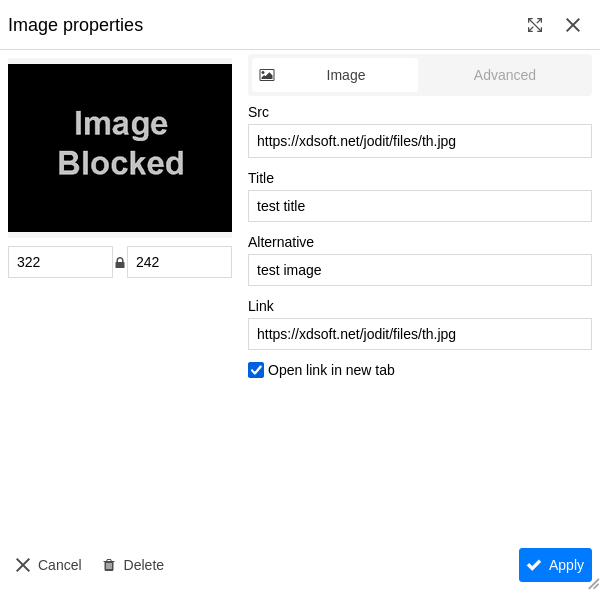 Image properties
Image
Blocked
322
242
Image
Advanced
Src
https://xdsoft.net/jodit/files/th.jpg
Title
test title
Alternative
test image
Link
https://xdsoft.net/jodit/files/th.jpg
Open link in new tab
Cancel
Delete
Apply